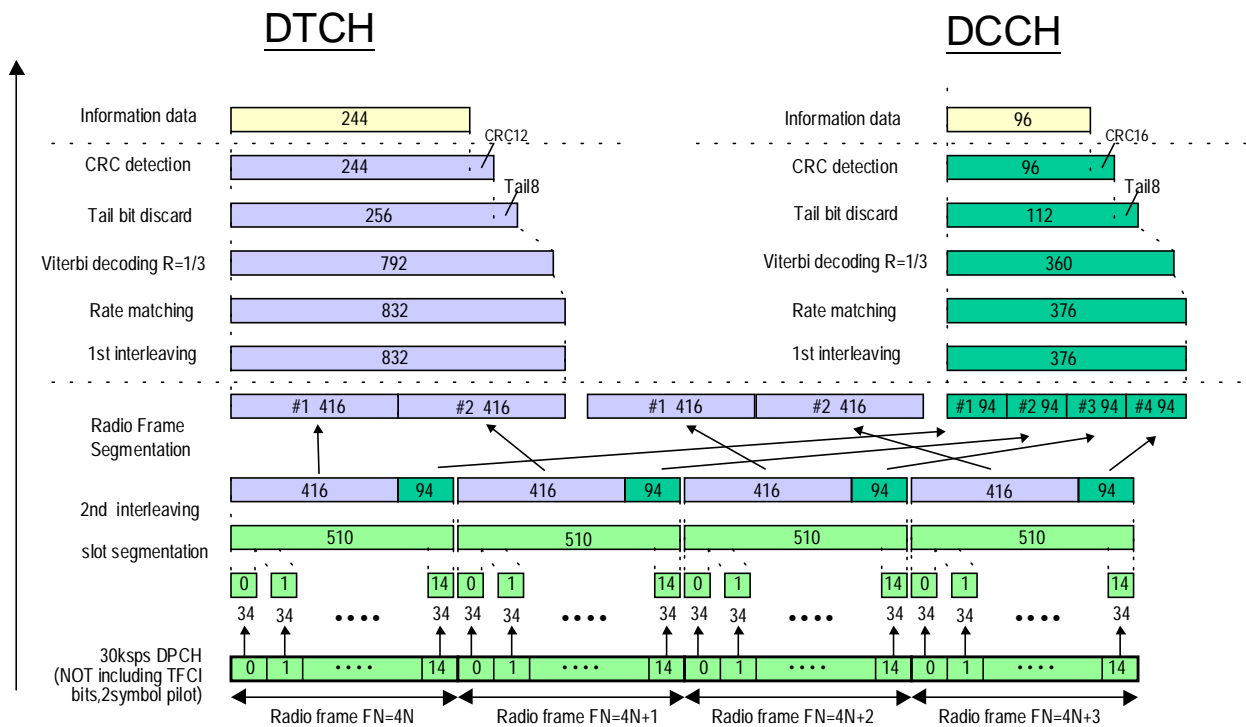 DTCH DCCH
Information data 244 Information data 96
CRC12 CRC16
CRC detection 244 CRC detection 96
Tail8 Tail8
Tail bit discard 256 Tail bit discard 112
Viterbi decoding R=1/3 792 Viterbi decoding R=1/3 360
Rate matching 832 Rate matching 376
1st interleaving 832 1st interleaving 376
#1 416 #2 416 #1 416 #2 416 #1 94 #2 94 #3 94 #4 94
Radio Frame
Segmentation
416 94 416 94 416 94 416 94
2nd interleaving
510 510 510 510
slot segmentation
0 1 14 0 1 14 0 1 14 0 1 14
34 34 •••• 34 34 34 •••• 34 34 34 •••• 34 34 34 •••• 34
30ksps DPCH
(NOT including TFCI
bits,2symbol pilot)
0 1 •••• 14 0 1 •••• 14 0 1 •••• 14 0 1 •••• 14
Radio frame FN=4N Radio frame FN=4N+1 Radio frame FN=4N+2 Radio frame FN=4N+3